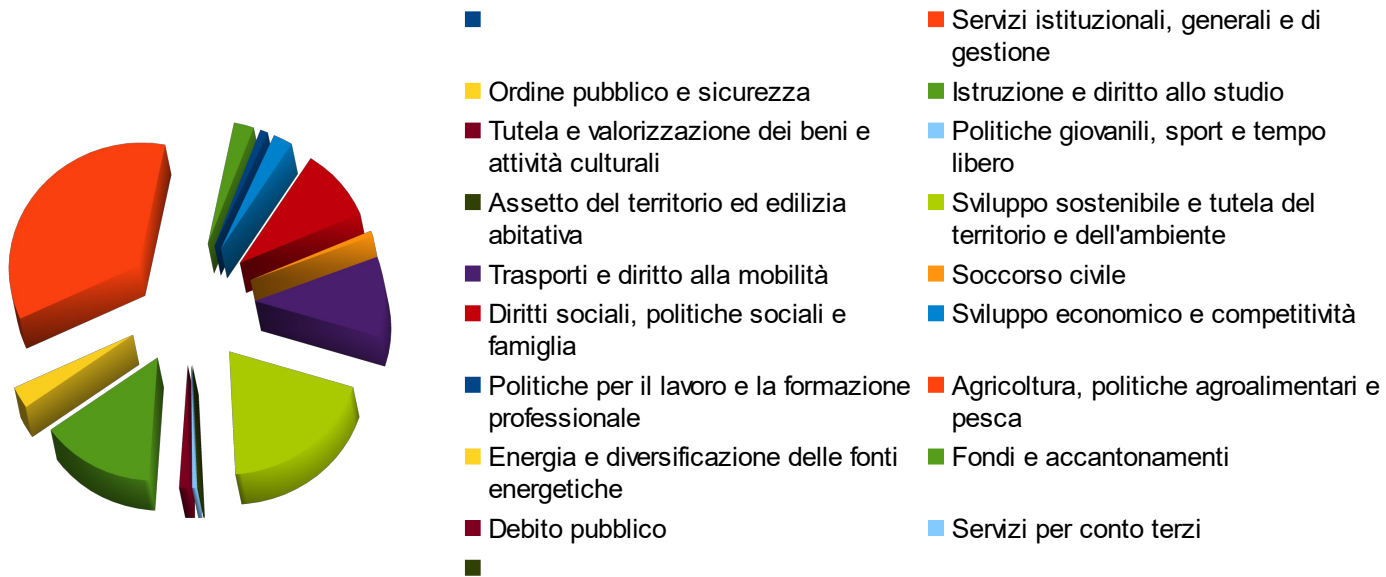 Servizi istituzionali, generali e di
gestione
Ordine pubblico e sicurezza
Istruzione e diritto allo studio
Tutela e valorizzazione dei beni e
attività culturali
Politiche giovanili, sport e tempo
libero
Assetto del territorio ed edilizia
abitativa
Sviluppo sostenibile e tutela del
territorio e dell'ambiente
Trasporti e diritto alla mobilità
Soccorso civile
Diritti sociali, politiche sociali e
famiglia
Sviluppo economico e competitività
Politiche per il lavoro e la formazione
professionale
Agricoltura, politiche agroalimentari e
pesca
Energia e diversificazione delle fonti
energetiche
Fondi e accantonamenti
Debito pubblico
Servizi per conto terzi